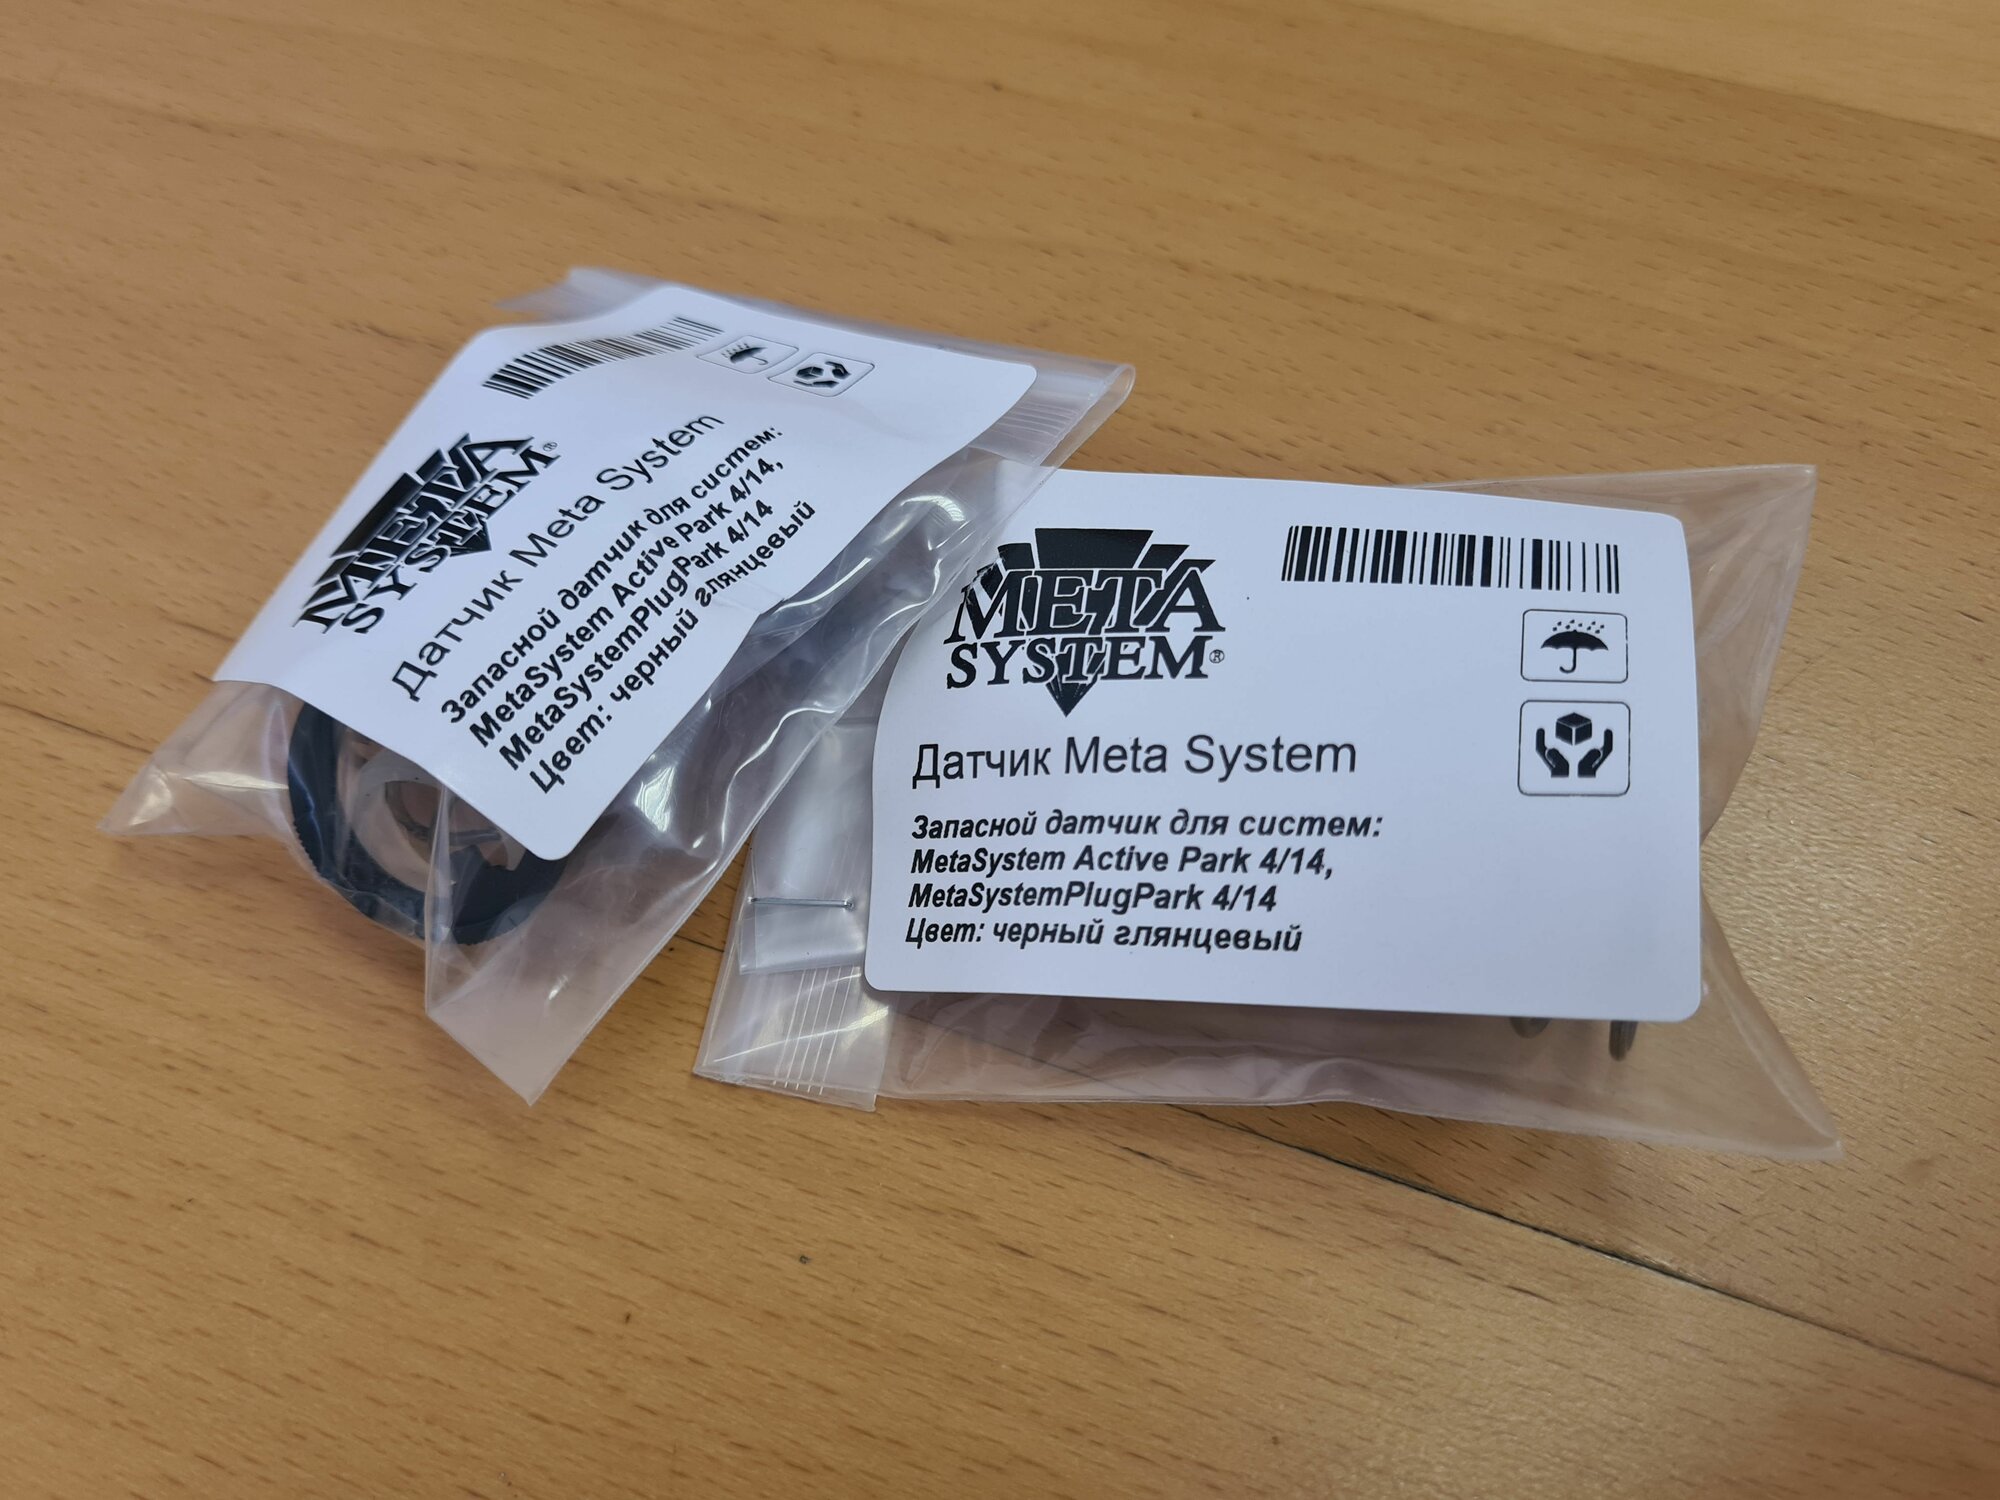 META
SYSTEM®
Датчик Meta System
Запасной датчик для систем:
MetaSystem Active Park 4/14,
MetaSystemPlugPark 4/14
Цвет: черный глянцевый
META
SYSTEM®
Датчик Meta System
Запасной датчик для систем:
MetaSystem Active Park 4/14,
MetaSystemPlugPark 4/14
Цвет: черный глянцевый